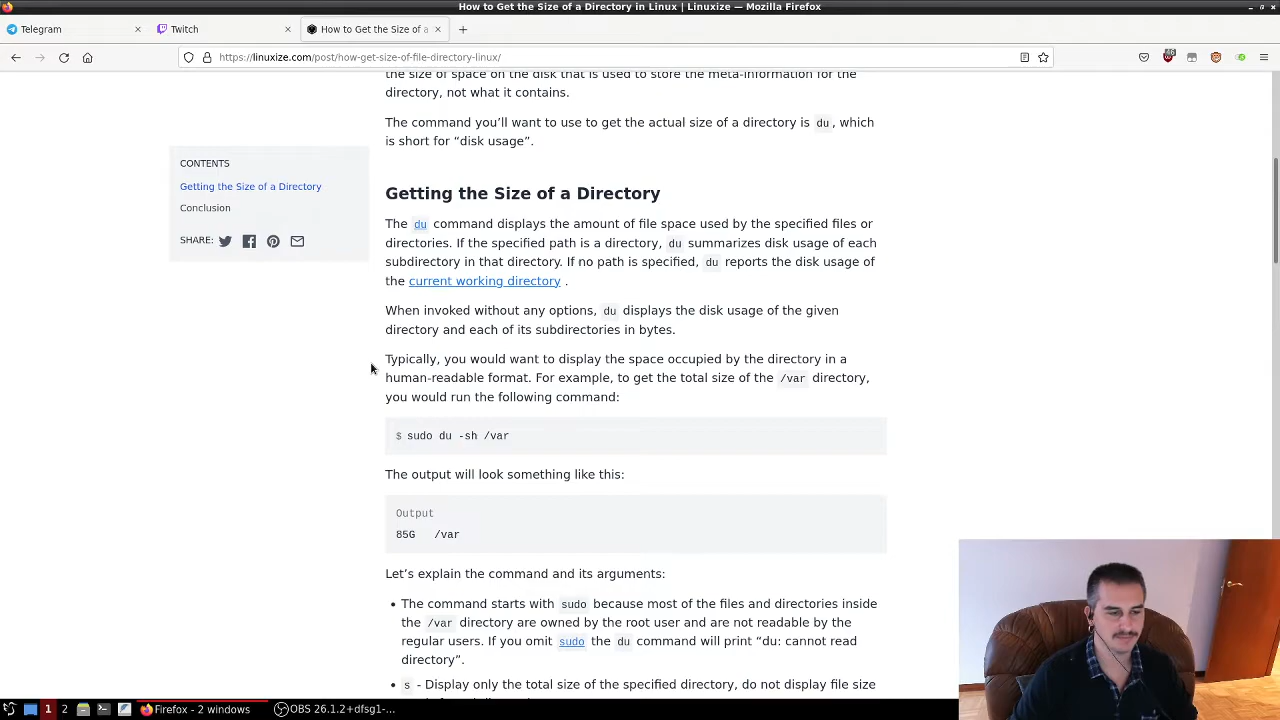 How to Get the Size of a Directory in Linux | Linuxize — Mozilla Firefox
Telegram
Twitch
How to Get the Size of a
https://linuxize.com/post/how-get-size-of-file-directory-linux/
the size of space on the disk that is used to store the meta-information for the
directory, not what it contains.
The command you’ll want to use to get the actual size of a directory is du, which
is short for “disk usage”.
CONTENTS
Getting the Size of a Directory
Conclusion
SHARE:
Getting the Size of a Directory
The du command displays the amount of file space used by the specified files or
directories. If the specified path is a directory, du summarizes disk usage of each
subdirectory in that directory. If no path is specified, du reports the disk usage of
the current working directory .
When invoked without any options, du displays the disk usage of the given
directory and each of its subdirectories in bytes.
Typically, you would want to display the space occupied by the directory in a
human-readable format. For example, to get the total size of the /var directory,
you would run the following command:
$ sudo du -sh /var
The output will look something like this:
Output
85G /var
Let’s explain the command and its arguments:
• The command starts with sudo because most of the files and directories inside
the /var directory are owned by the root user and are not readable by the
regular users. If you omit sudo the du command will print “du: cannot read
directory”.
• s - Display only the total size of the specified directory, do not display file size
1 2 Firefox - 2 windows OBS 26.1.2+dfsg1-...